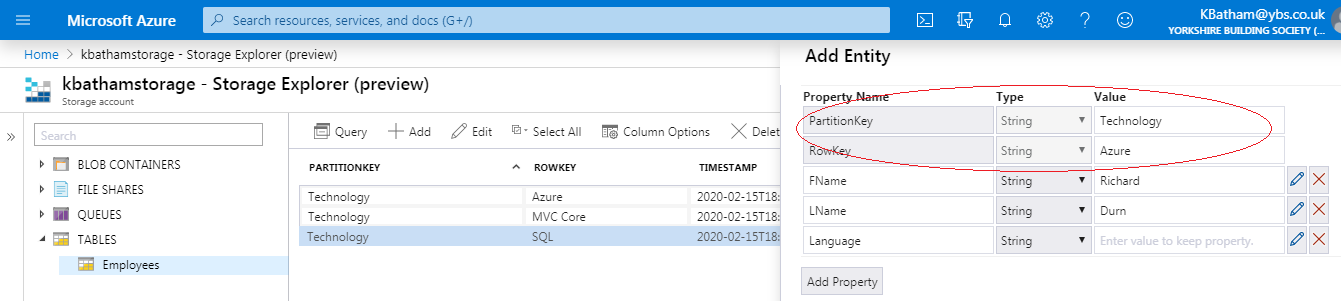 Microsoft Azure
Search resources, services, and docs (G+/)
KBatham@ybs.co.uk
YORKSHIRE BUILDING SOCIETY (...
Home > kbathamstorage - Storage Explorer (preview)
kbathamstorage - Storage Explorer (preview)
Storage account
»
Search
BLOB CONTAINERS
FILE SHARES
QUEUES
TABLES
Employees
Query Add Edit Select All Column Options Delet
PARTITIONKEY ROWKEY TIMESTAMP
Technology Azure 2020-02-15T18:
Technology MVC Core 2020-02-15T18:
Technology SQL 2020-02-15T18:
Add Entity
Property Name Type Value
PartitionKey String Technology
RowKey String Azure
FName String Richard
LName String Durn
Language String Enter value to keep property.
Add Property